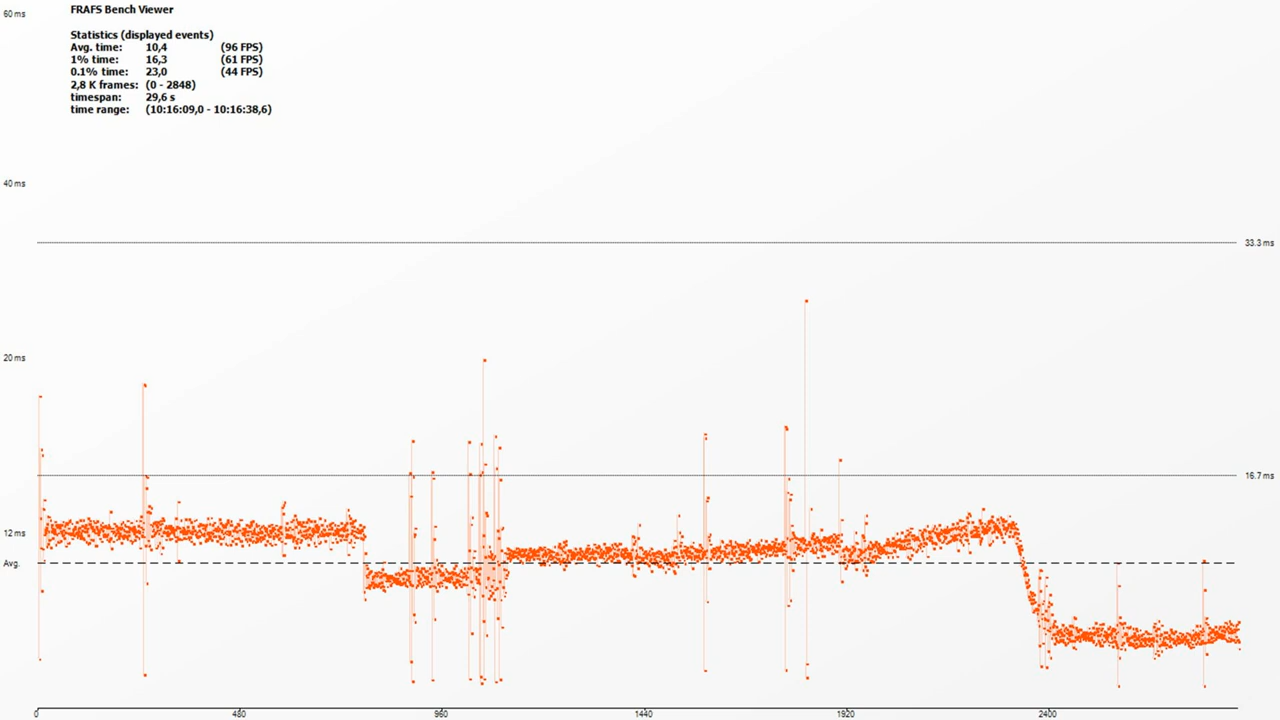 FRAFS Bench Viewer
Statistics (displayed events)
Avg. time: 10,4 (96 FPS)
1% time: 16,3 (61 FPS)
0.1% time: 23,0 (44 FPS)
2,8 K frames: (0 - 2848)
timespan: 29,6 s
time range: (10:16:09,0 - 10:16:38,6)
60 ms
40 ms
33.3 ms
20 ms
16.7 ms
12 ms
Avg.
0 480 960 1440 1920 2400